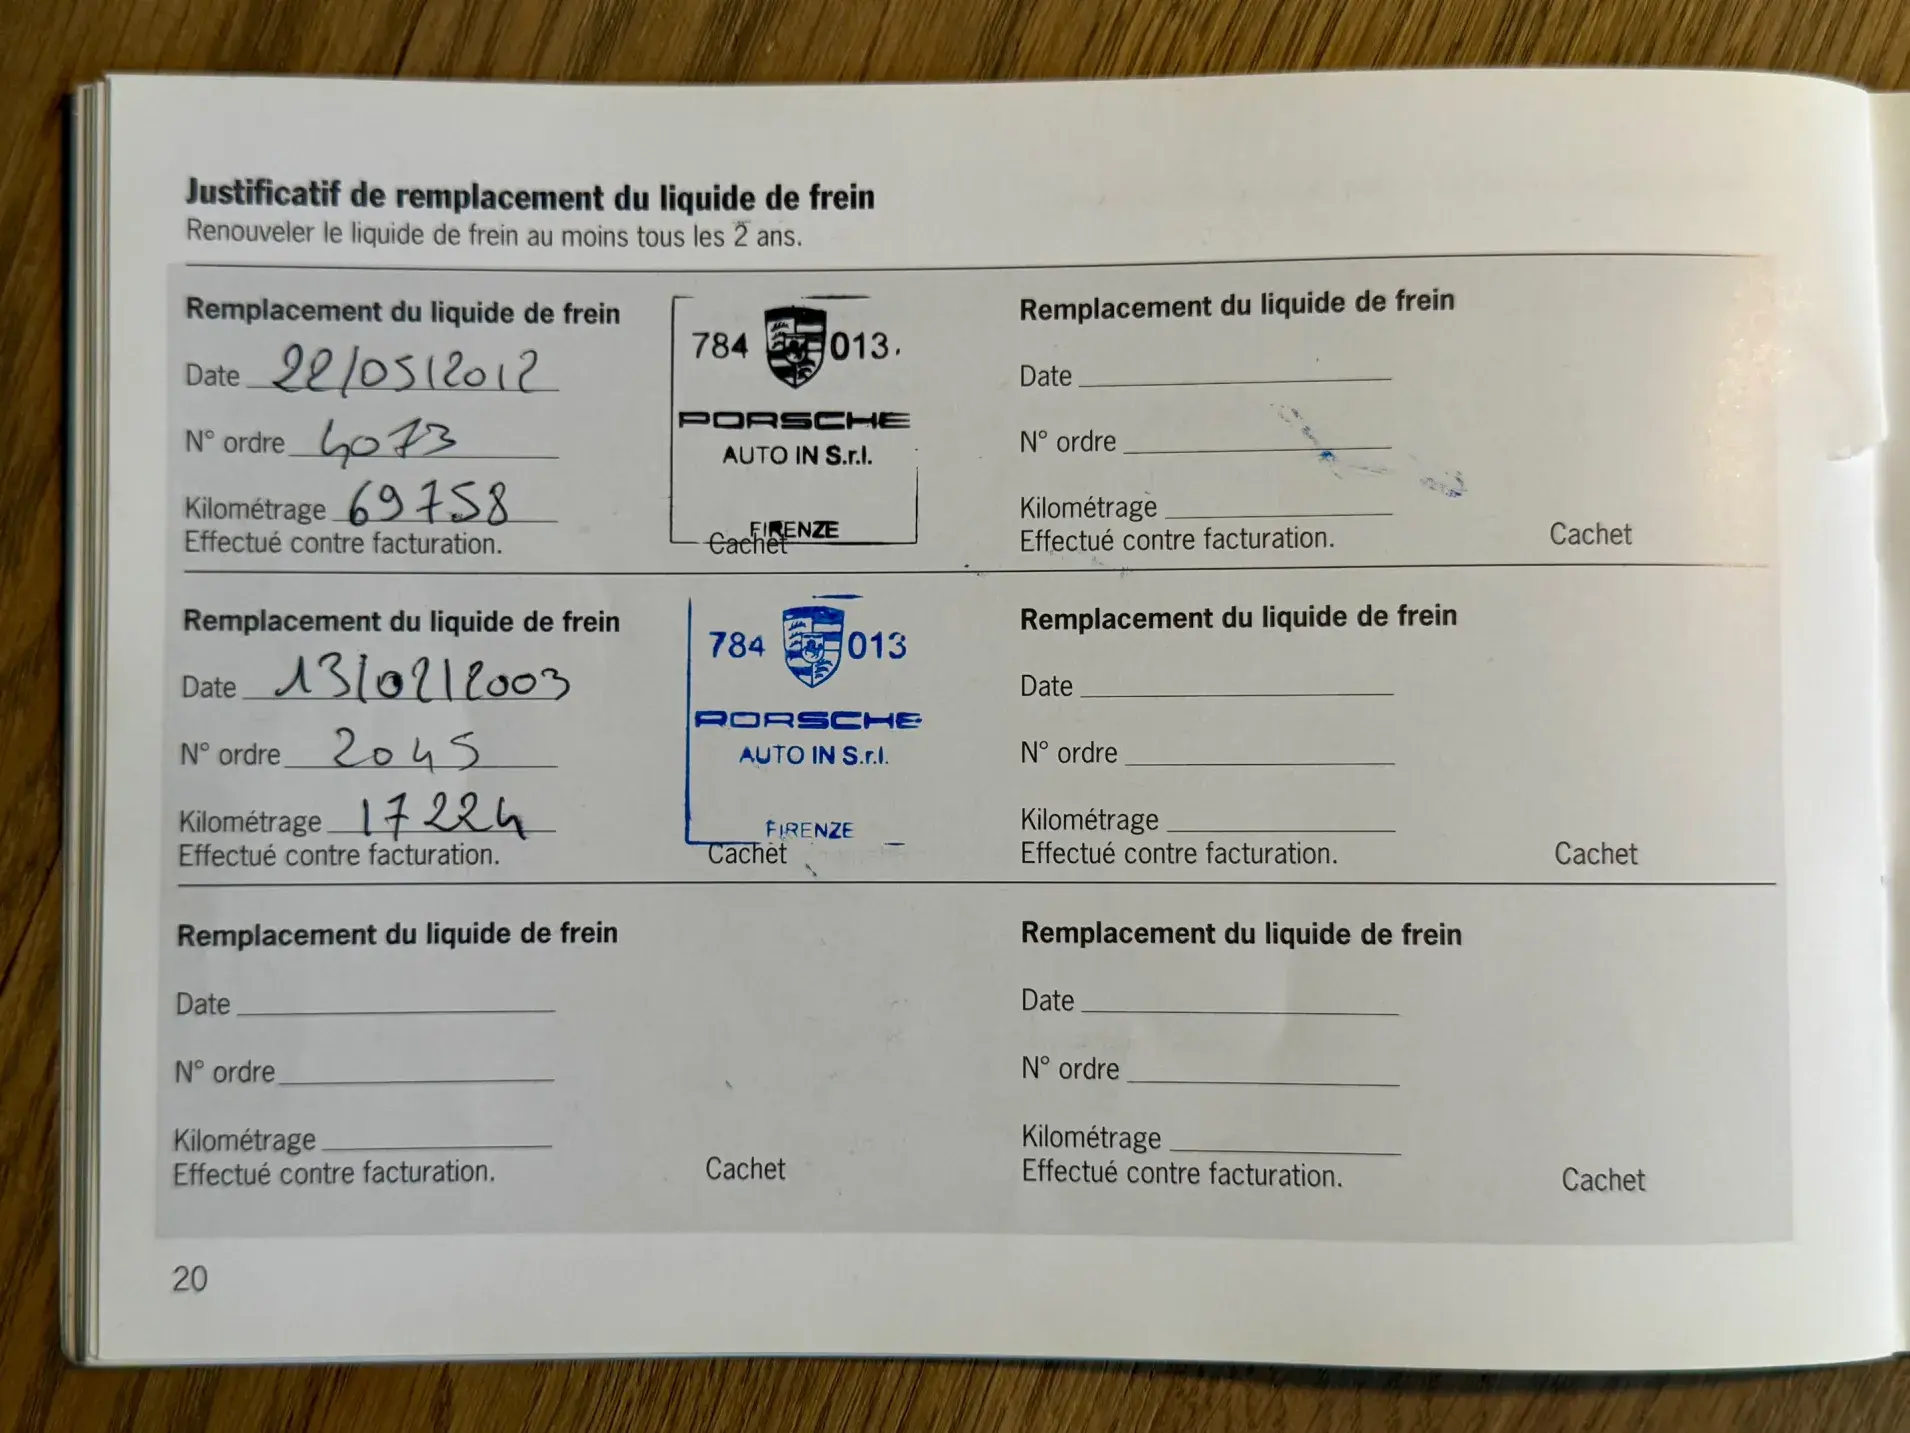 Justificatif de remplacement du liquide de frein
Renouveler le liquide de frein au moins tous les 2 ans.
Remplacement du liquide de frein
Date 22/05/2012
N° ordre 4073
Kilométrage 69758
Effectué contre facturation.
784 013.
PORSCHE
AUTO IN S.r.l.
FIRENZE
Cachet
Remplacement du liquide de frein
Date
N° ordre
Kilométrage
Effectué contre facturation.
Cachet
Remplacement du liquide de frein
Date 13/02/2003
N° ordre 2045
Kilométrage 17224
Effectué contre facturation.
784 013
PORSCHE
AUTO IN S.r.l.
FIRENZE
Cachet
Remplacement du liquide de frein
Date
N° ordre
Kilométrage
Effectué contre facturation.
Cachet
Remplacement du liquide de frein
Date
N° ordre
Kilométrage
Effectué contre facturation.
Cachet
Remplacement du liquide de frein
Date
N° ordre
Kilométrage
Effectué contre facturation.
Cachet
20